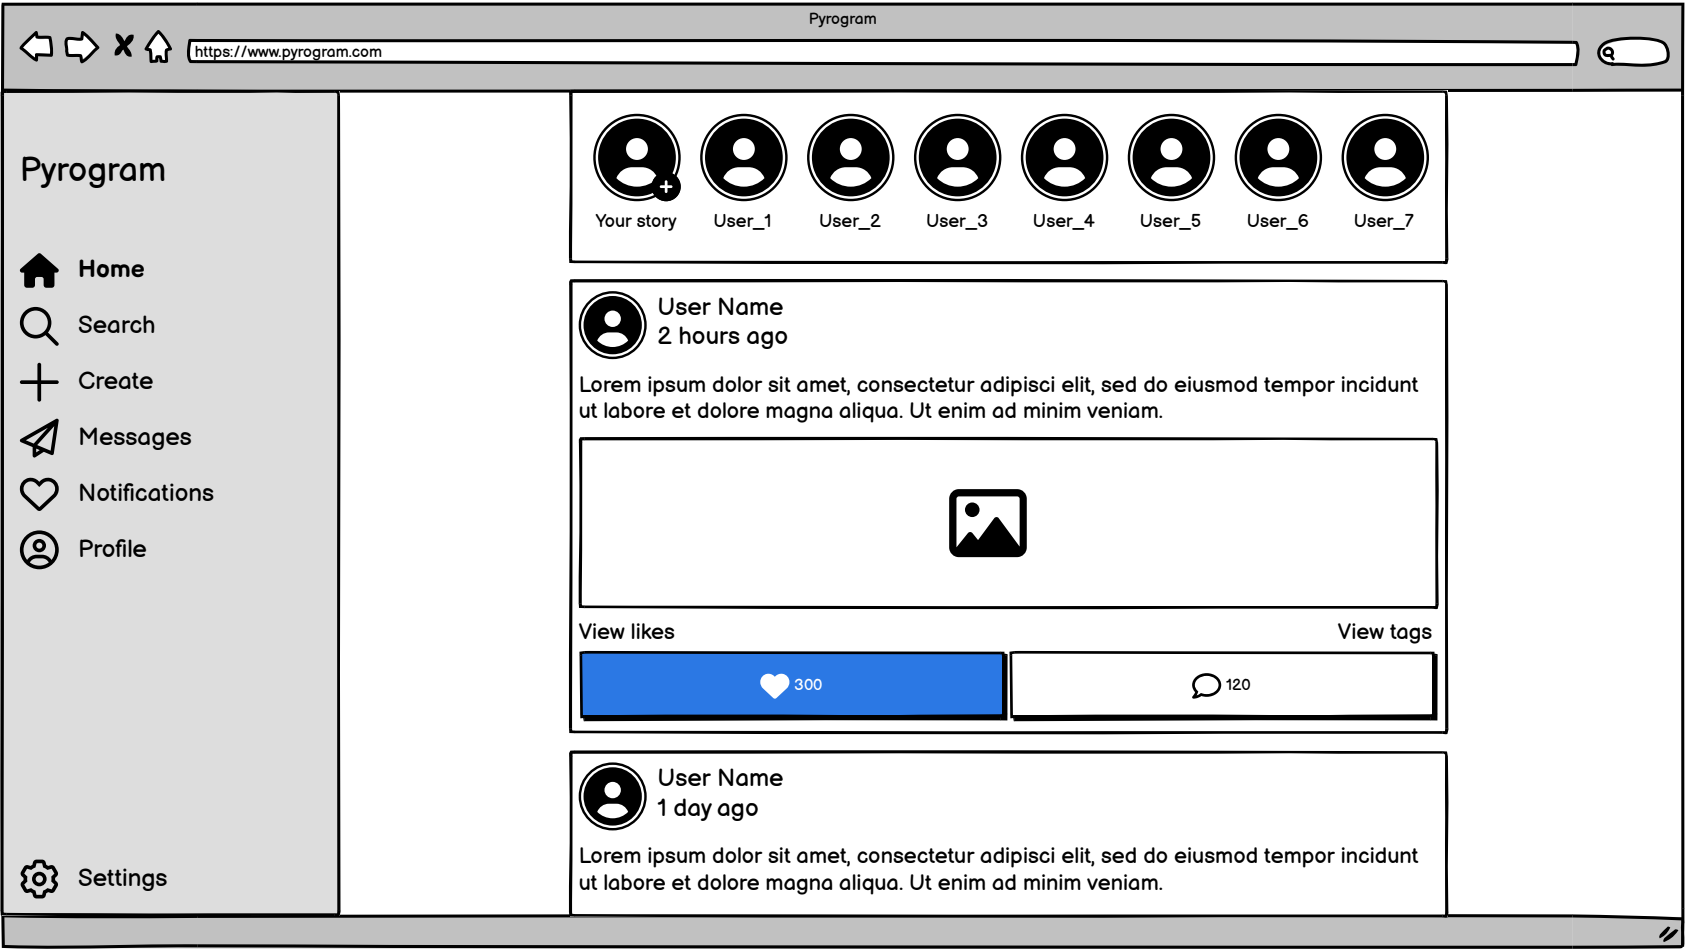 Pyrogram
https://www.pyrogram.com
Pyrogram
Home
Search
Create
Messages
Notifications
Profile
Settings
Your story
User_1
User_2
User_3
User_4
User_5
User_6
User_7
User Name
2 hours ago
Lorem ipsum dolor sit amet, consectetur adipisci elit, sed do eiusmod tempor incidunt
ut labore et dolore magna aliqua. Ut enim ad minim veniam.
View likes
View tags
300
120
User Name
1 day ago
Lorem ipsum dolor sit amet, consectetur adipisci elit, sed do eiusmod tempor incidunt
ut labore et dolore magna aliqua. Ut enim ad minim veniam.